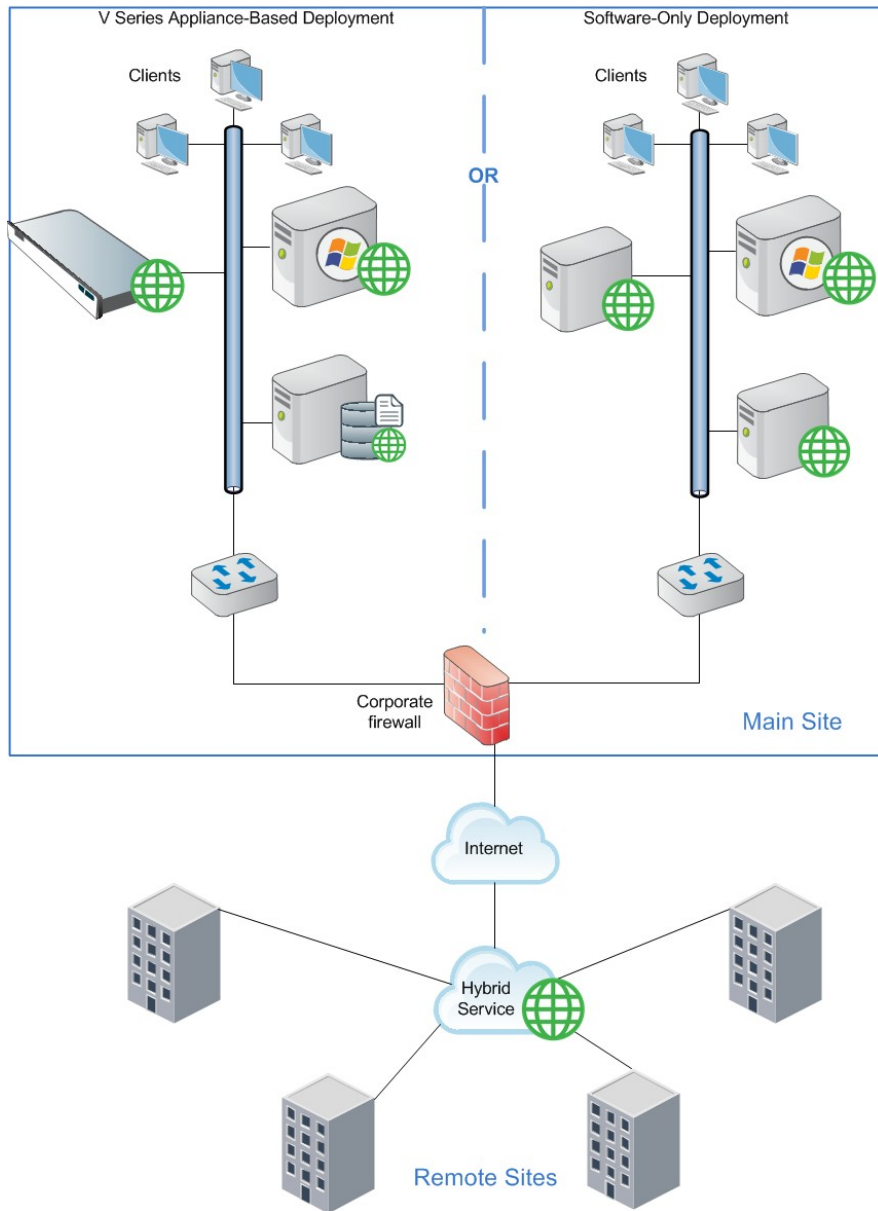 V Series Appliance-Based Deployment
Software-Only Deployment
Clients
Clients
OR
Corporate
firewall
Main Site
Internet
Hybrid
Service
Remote Sites